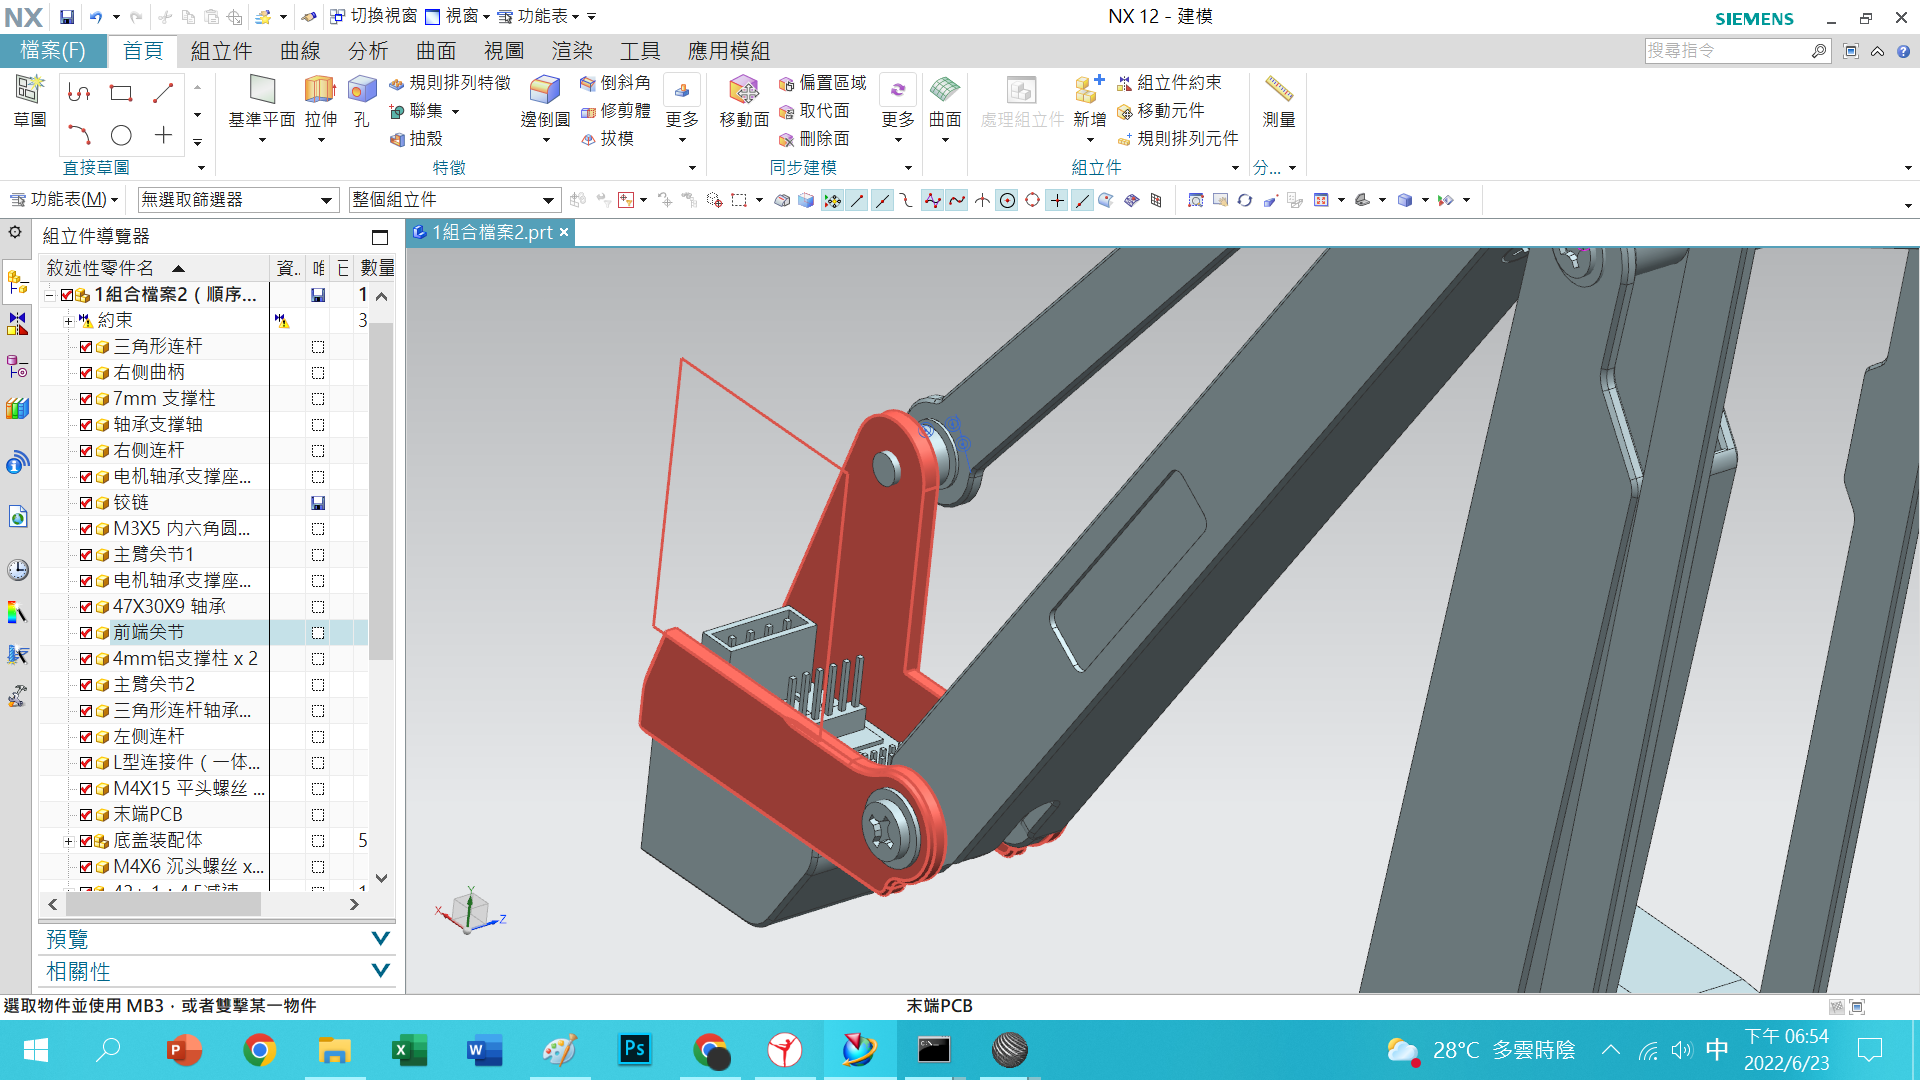 NX
切換視窗
視窗
功能表
NX 12 - 建模
SIEMENS
檔案(F)
首頁
組立件
曲線
分析
曲面
視圖
渲染
工具
應用模組
搜尋指令
草圖
直接草圖
基準平面
拉伸
孔
規則排列特徵
聯集
抽殼
邊倒圓
倒斜角
修剪體
拔模
更多
特徵
移動面
偏置區域
取代面
刪除面
更多
同步建模
曲面
處理組立件
新增
組立件約束
移動元件
規則排列元件
組立件
測量
分...
功能表(M)
無選取篩選器
整個組立件
組立件導覽器
1組合檔案2.prt
敘述性零件名
資..
數量
1組合檔案2 ( 順序...
1
約束
3
三角形连杆
右侧曲柄
7mm 支撑柱
轴承支撑轴
右侧连杆
电机轴承支撑座...
铰链
M3X5 内六角圆...
主臂关节1
电机轴承支撑座...
47X30X9 轴承
前端关节
4mm铝支撑柱 x 2
主臂关节2
三角形连杆轴承...
左侧连杆
L型连接件 ( 一体...
M4X15 平头螺丝 ...
末端PCB
底盖装配体
5
M4X6 沉头螺丝 x...
預覽
相關性
X
Y
Z
選取物件並使用 MB3，或者雙擊某一物件
末端PCB
28°C 多雲時陰
中
下午 06:54
2022/6/23